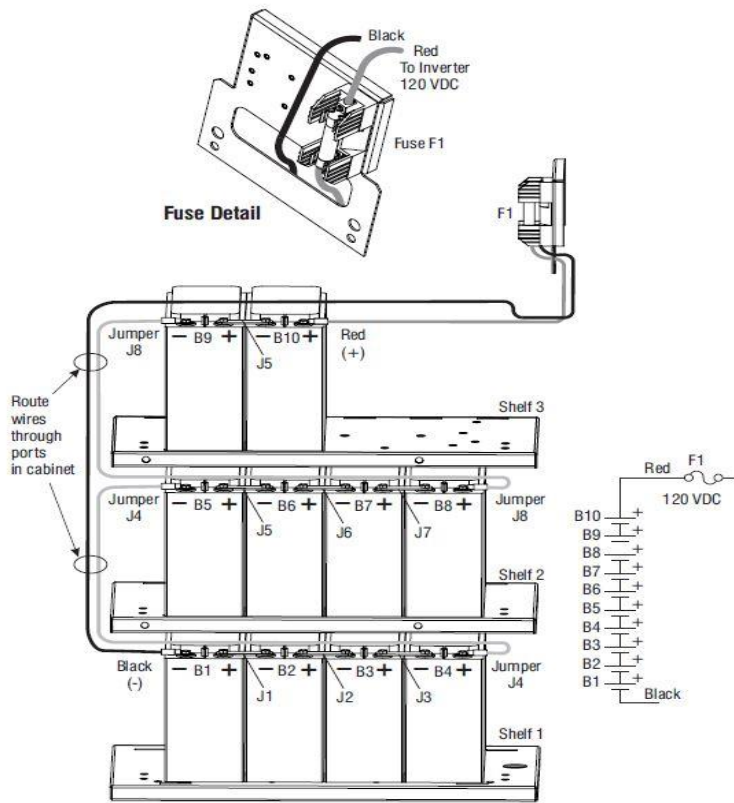 Black
Red
To Inverter
120 VDC
Fuse F1
Fuse Detail
F1
Jumper
J8
− B9 +
− B10 +
Red
(+)
J5
Route
wires
through
ports
in cabinet
Shelf 3
Jumper
J4
− B5 +
− B6 +
− B7 +
− B8 +
Jumper
J8
J5
J6
J7
Shelf 2
Black
(-)
− B1 +
− B2 +
− B3 +
− B4 +
Jumper
J4
J1
J2
J3
Shelf 1
Red
F1
120 VDC
B10 +
B9 +
B8 +
B7 +
B6 +
B5 +
B4 +
B3 +
B2 +
B1 +
Black